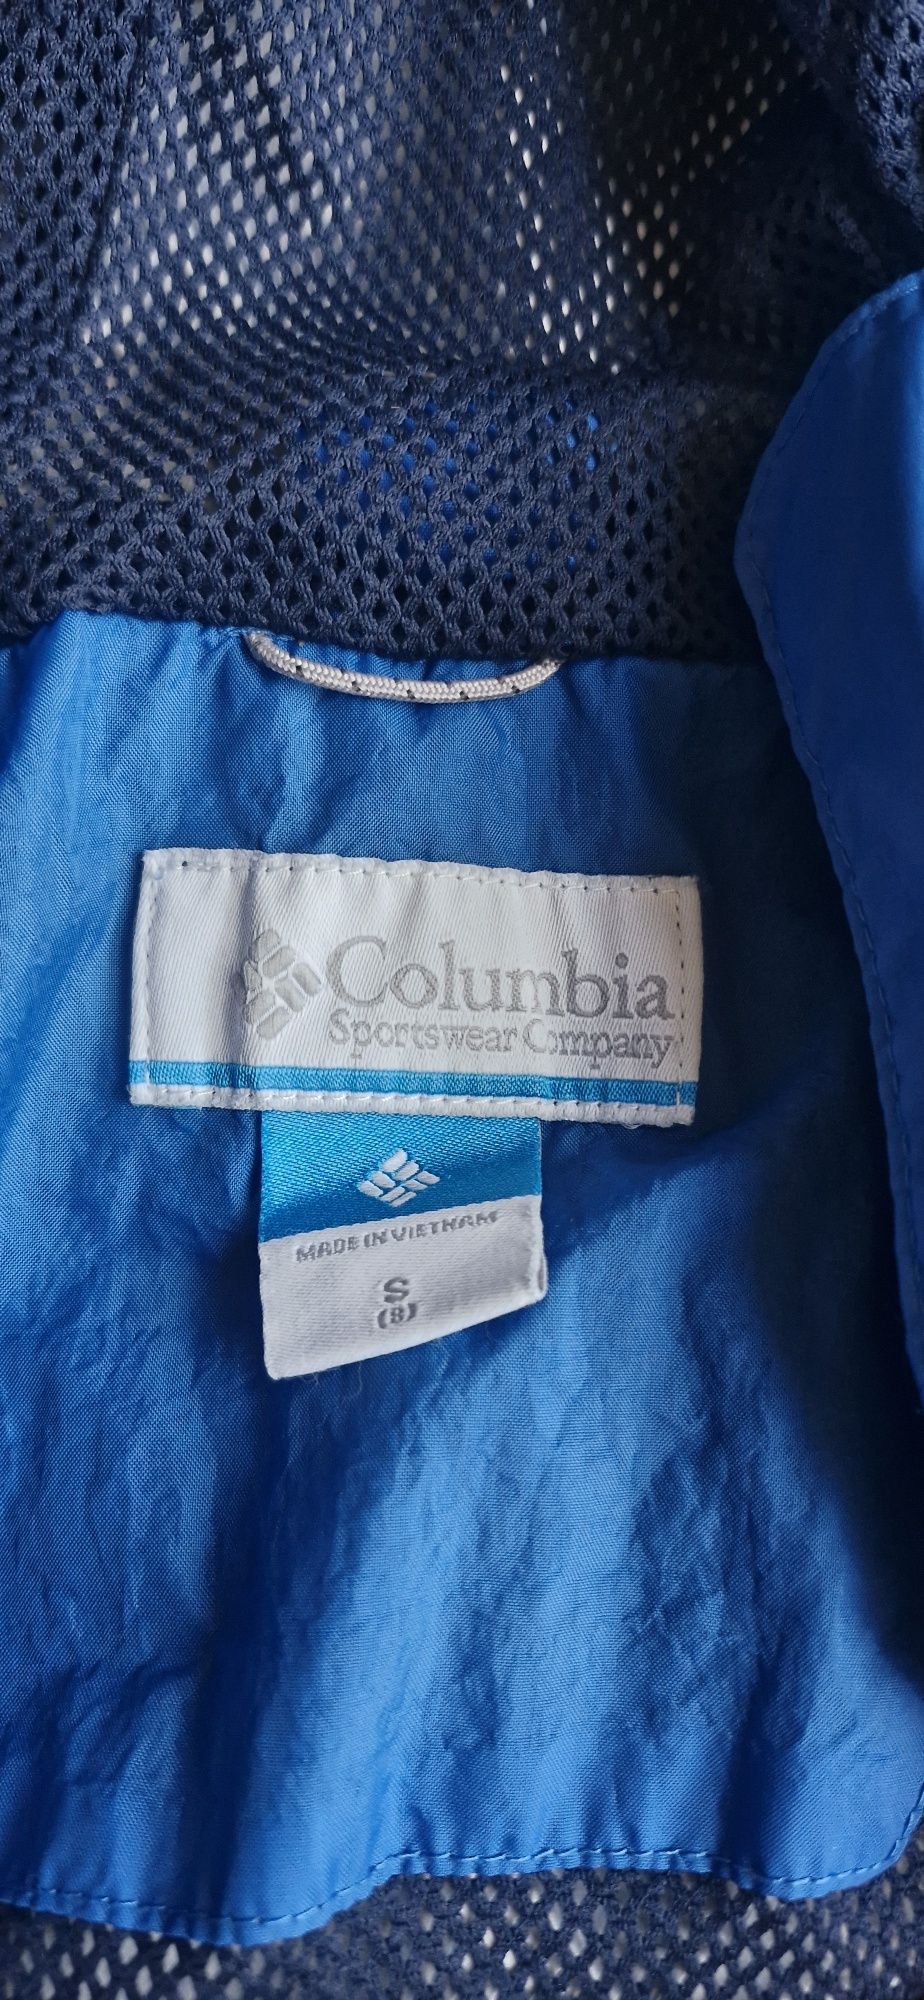 Columbia
Sportswear Company
MADE IN VIETNAM
S
(8)